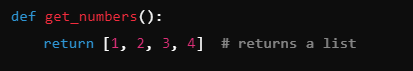 def get_numbers():
    return [1, 2, 3, 4]  # returns a list